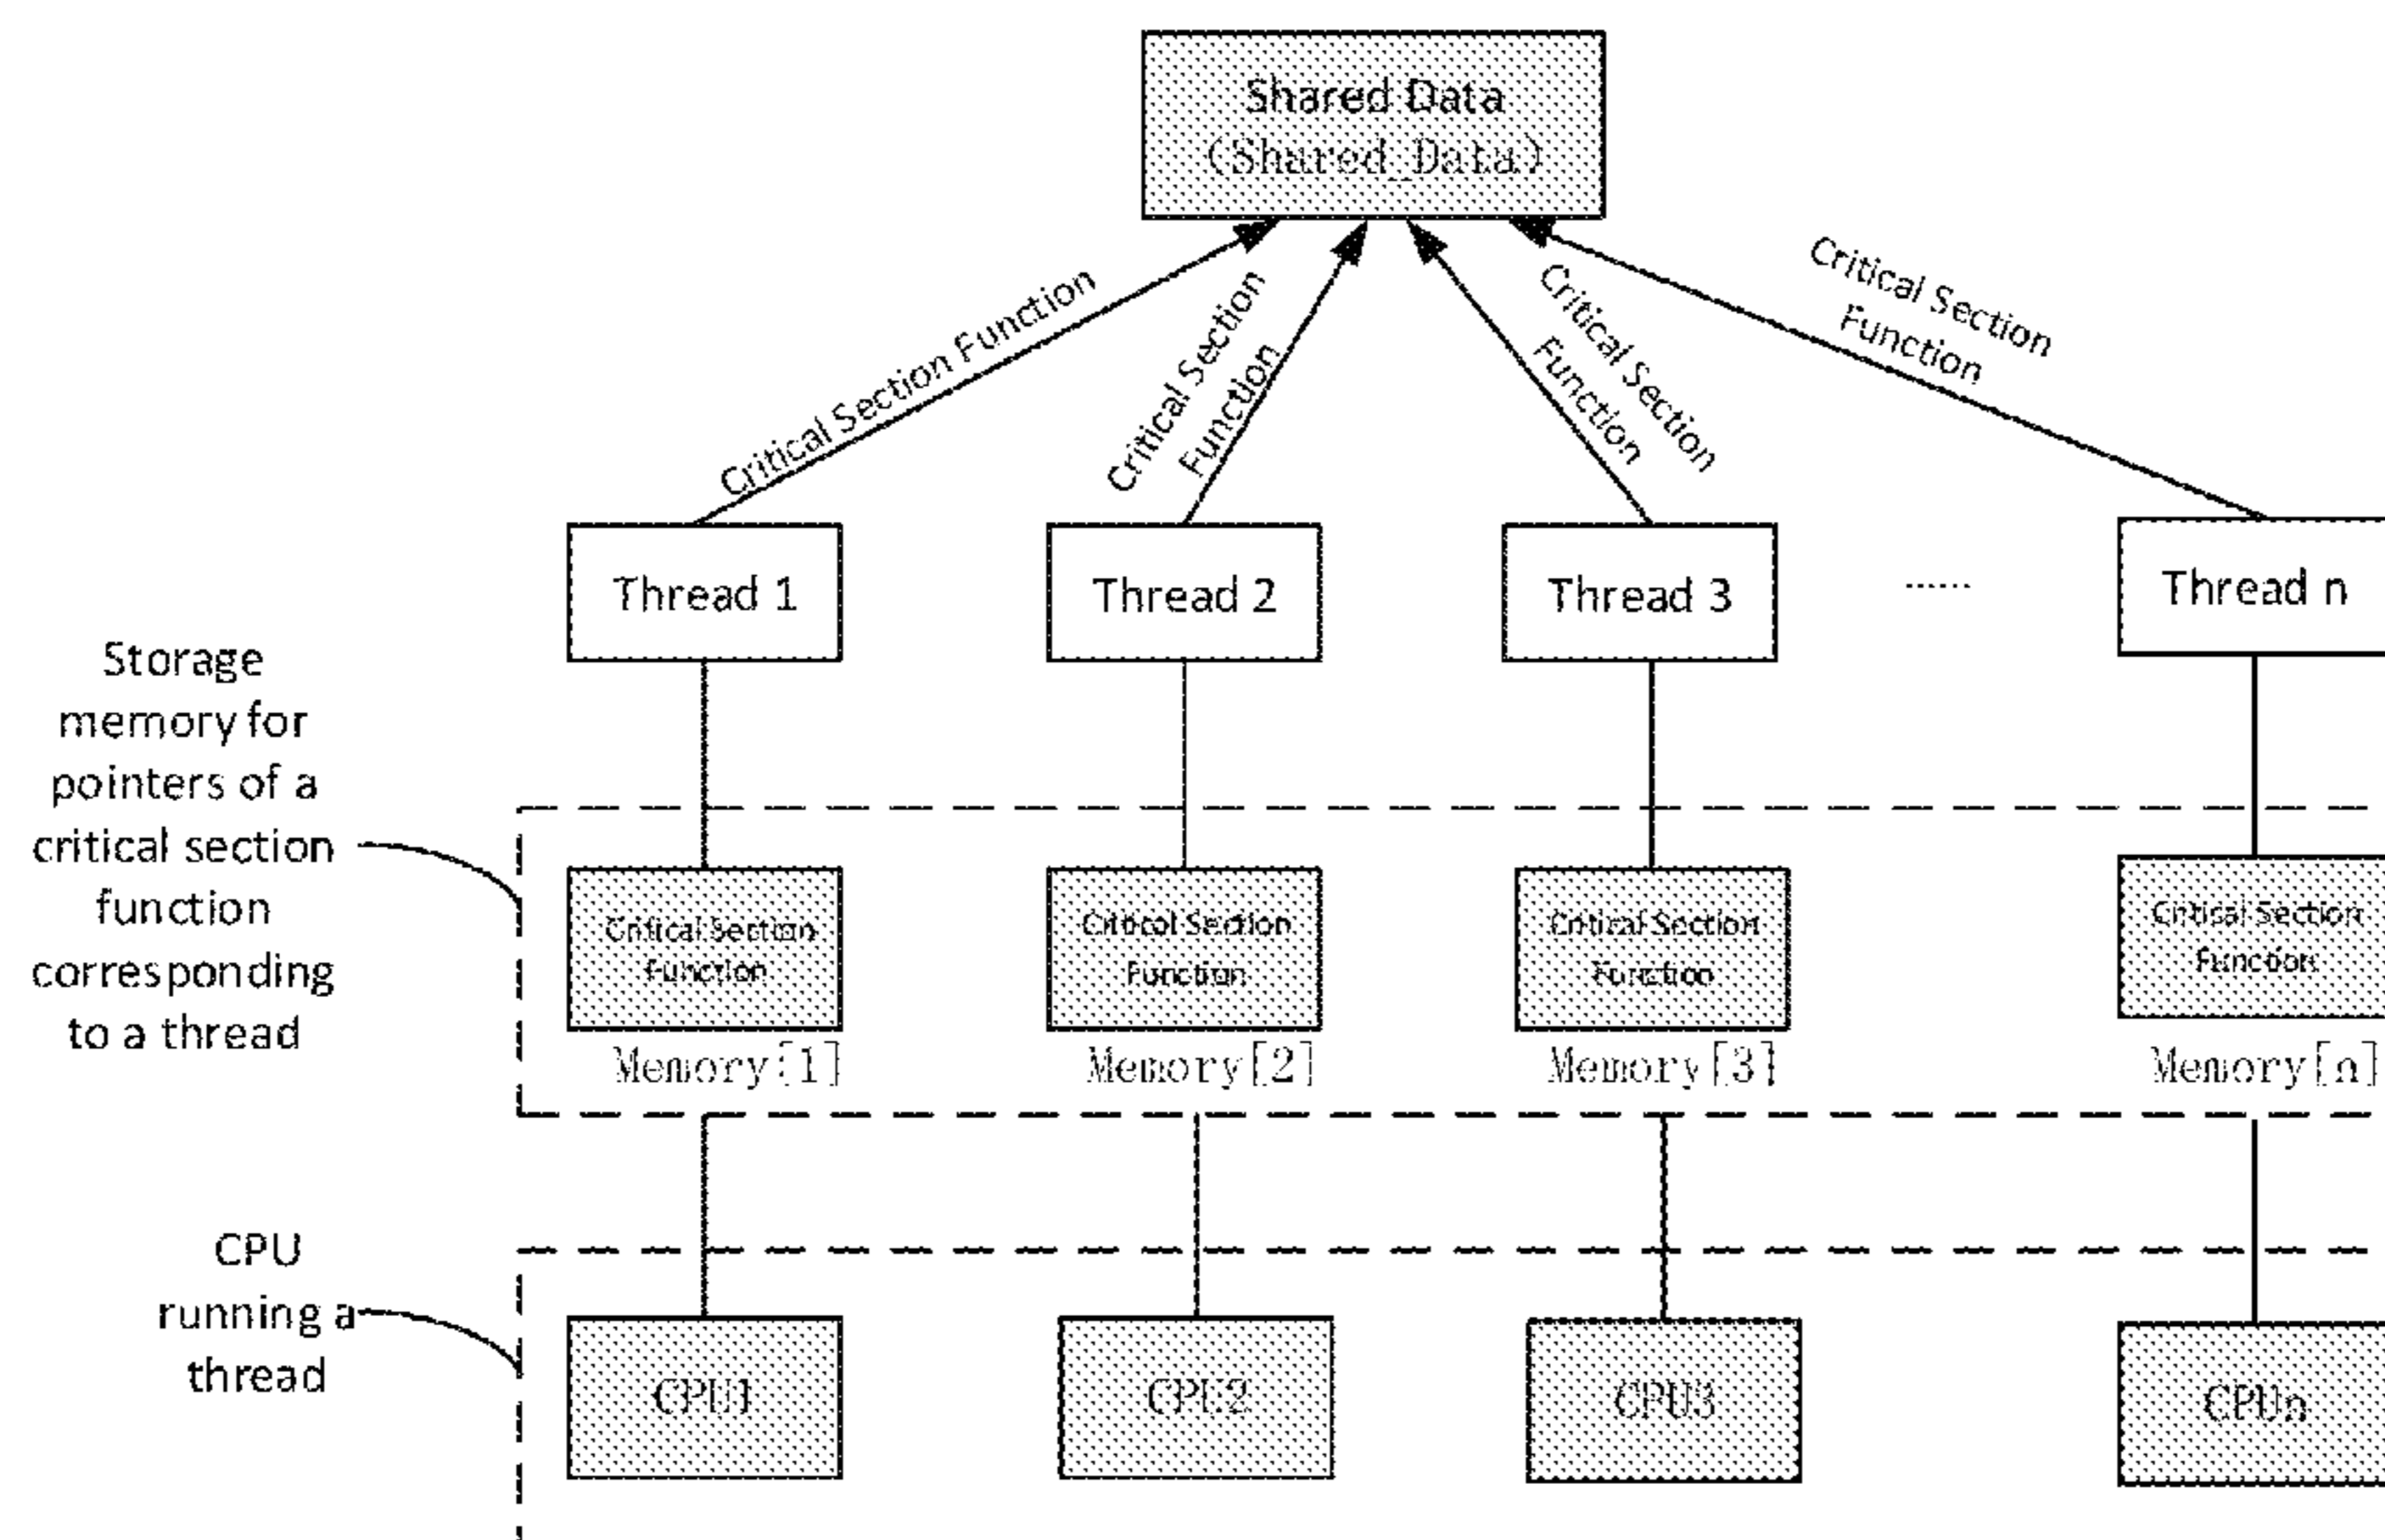 Shared Data
(Shared_Data)
Critical Section Function
Critical Section
Function
Critical Section
Function
Critical Section
Function
Thread 1
Thread 2
Thread 3
......
Thread n
Storage
memory for
pointers of a
critical section
function
corresponding
to a thread
Critical Section
Function
Critical Section
Function
Critical Section
Function
Critical Section
Function
Memory[1]
Memory[2]
Memory[3]
Memory[n]
CPU
running a
thread
CPU1
CPU2
CPU3
CPUn